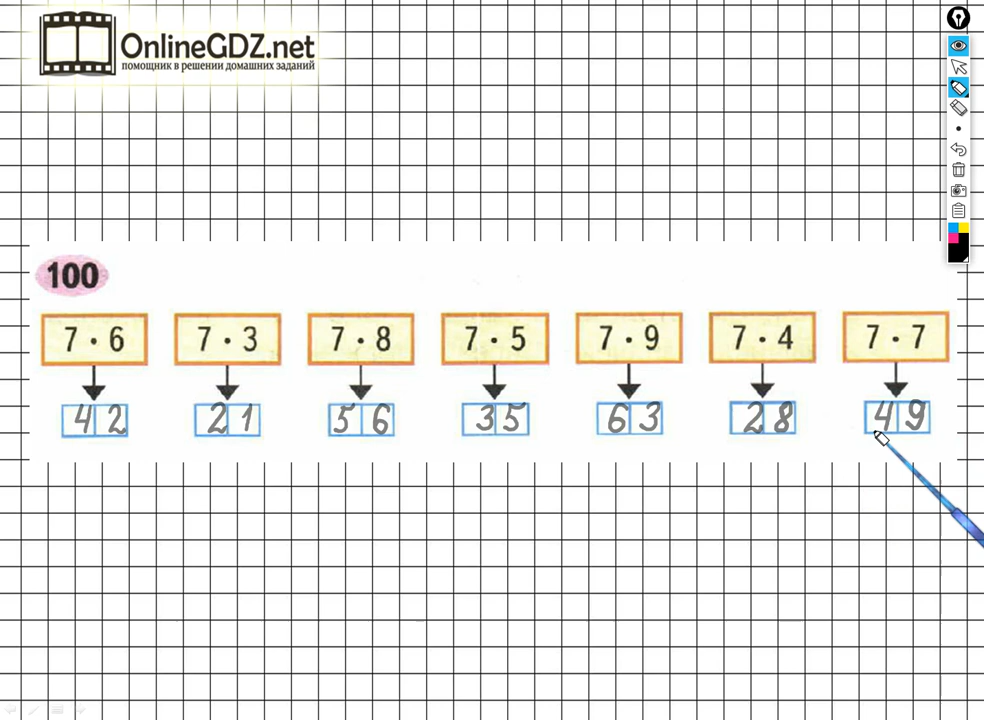 OnlineGDZ.net
помощник в решении домашних заданий
100
7 · 6 7 · 3 7 · 8 7 · 5 7 · 9 7 · 4 7 · 7
42 21 56 35 63 28 49